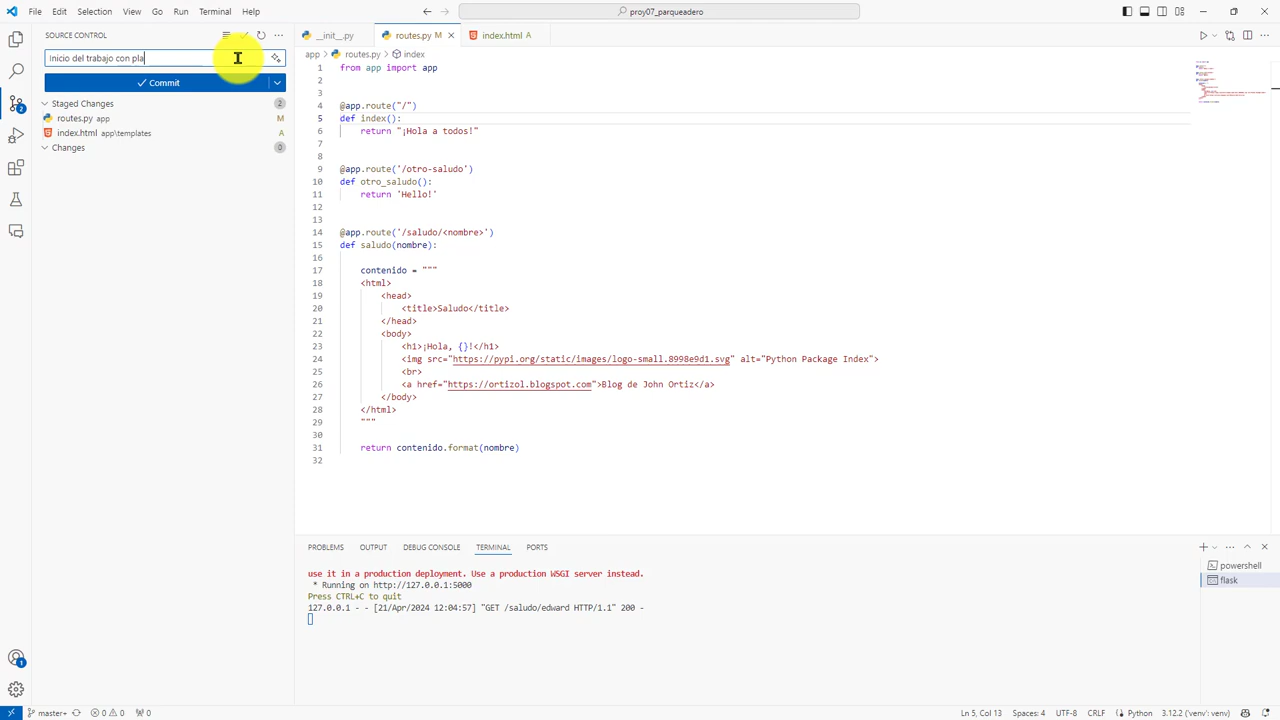 File Edit Selection View Go Run Terminal Help
proy07_parqueadero
SOURCE CONTROL
Inicio del trabajo con pla
Commit
Staged Changes 2
routes.py app M
index.html app\templates A
Changes 0
__init__.py routes.py M index.html A
app > routes.py > index
1 from app import app
2
3
4 @app.route("/")
5 def index():
6 return "¡Hola a todos!"
7
8
9 @app.route('/otro-saludo')
10 def otro_saludo():
11 return 'Hello!'
12
13
14 @app.route('/saludo/<nombre>')
15 def saludo(nombre):
16
17 contenido = """
18 <html>
19 <head>
20 <title>Saludo</title>
21 </head>
22 <body>
23 <h1>¡Hola, {}!</h1>
24 <img src="https://pypi.org/static/images/logo-small.8998e9d1.svg" alt="Python Package Index">
25 <br>
26 <a href="https://ortizol.blogspot.com">Blog de John Ortiz</a>
27 </body>
28 </html>
29 """
30
31 return contenido.format(nombre)
32
PROBLEMS OUTPUT DEBUG CONSOLE TERMINAL PORTS
use it in a production deployment. Use a production WSGI server instead.
* Running on http://127.0.0.1:5000
Press CTRL+C to quit
127.0.0.1 - - [21/Apr/2024 12:04:57] "GET /saludo/edward HTTP/1.1" 200 -
powershell
flask
master+ 0 0 0 Ln 5, Col 13 Spaces: 4 UTF-8 CRLF Python 3.12.2 ('venv': venv)